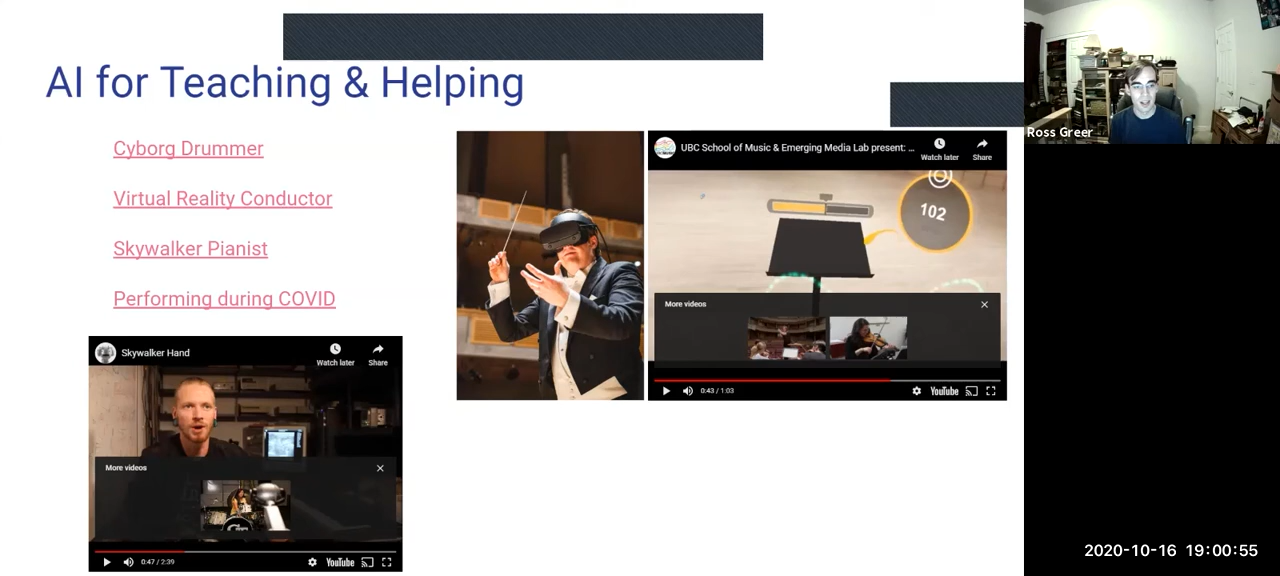 AI for Teaching & Helping
Cyborg Drummer
Virtual Reality Conductor
Skywalker Pianist
Performing during COVID
UBC School of Music & Emerging Media Lab present: ...
Watch later
Share
102
More videos
0:43 / 1:03
YouTube
Skywalker Hand
Watch later
Share
More videos
0:47 / 2:39
YouTube
Ross Greer
2020-10-16 19:00:55